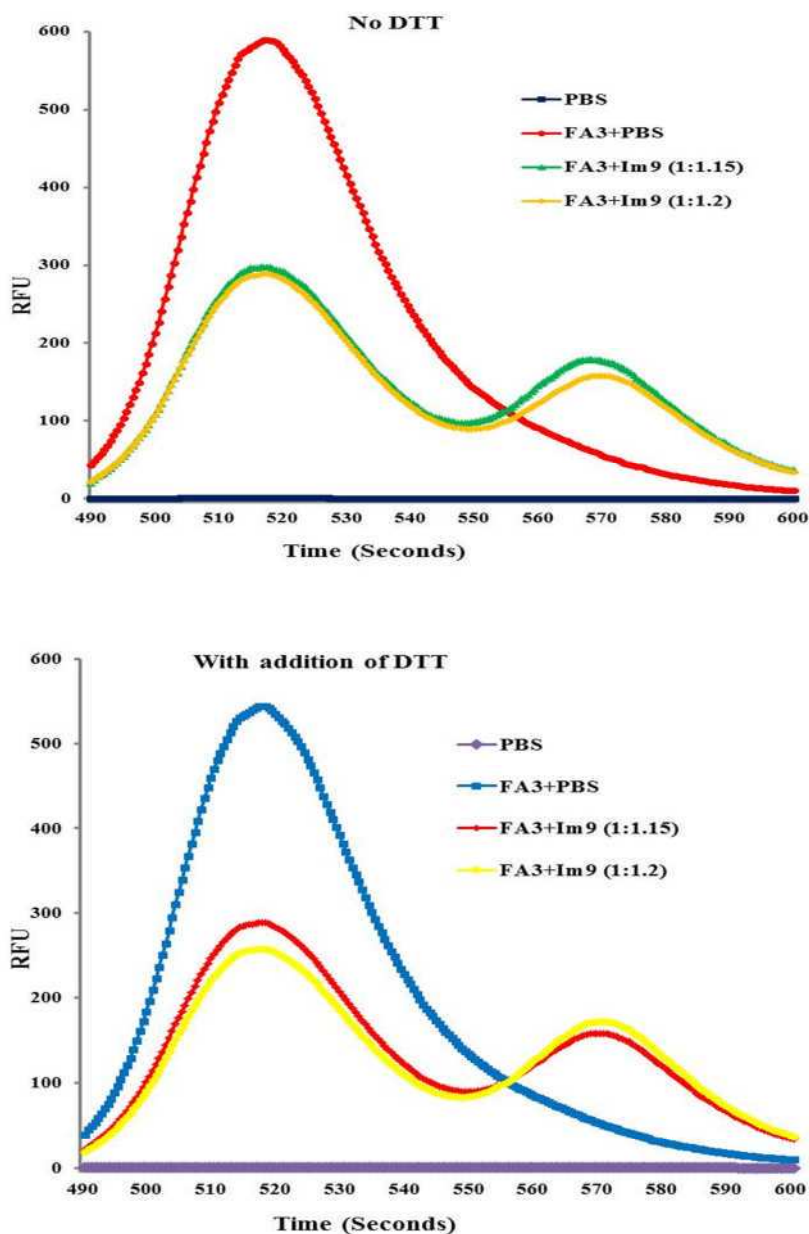 No DTT
600
500
400
300
200
100
0
RFU
PBS
FA3+PBS
FA3+Im9 (1:1.15)
FA3+Im9 (1:1.2)
490 500 510 520 530 540 550 560 570 580 590 600
Time (Seconds)
With addition of DTT
600
500
400
300
200
100
0
RFU
PBS
FA3+PBS
FA3+Im9 (1:1.15)
FA3+Im9 (1:1.2)
490 500 510 520 530 540 550 560 570 580 590 600
Time (Seconds)